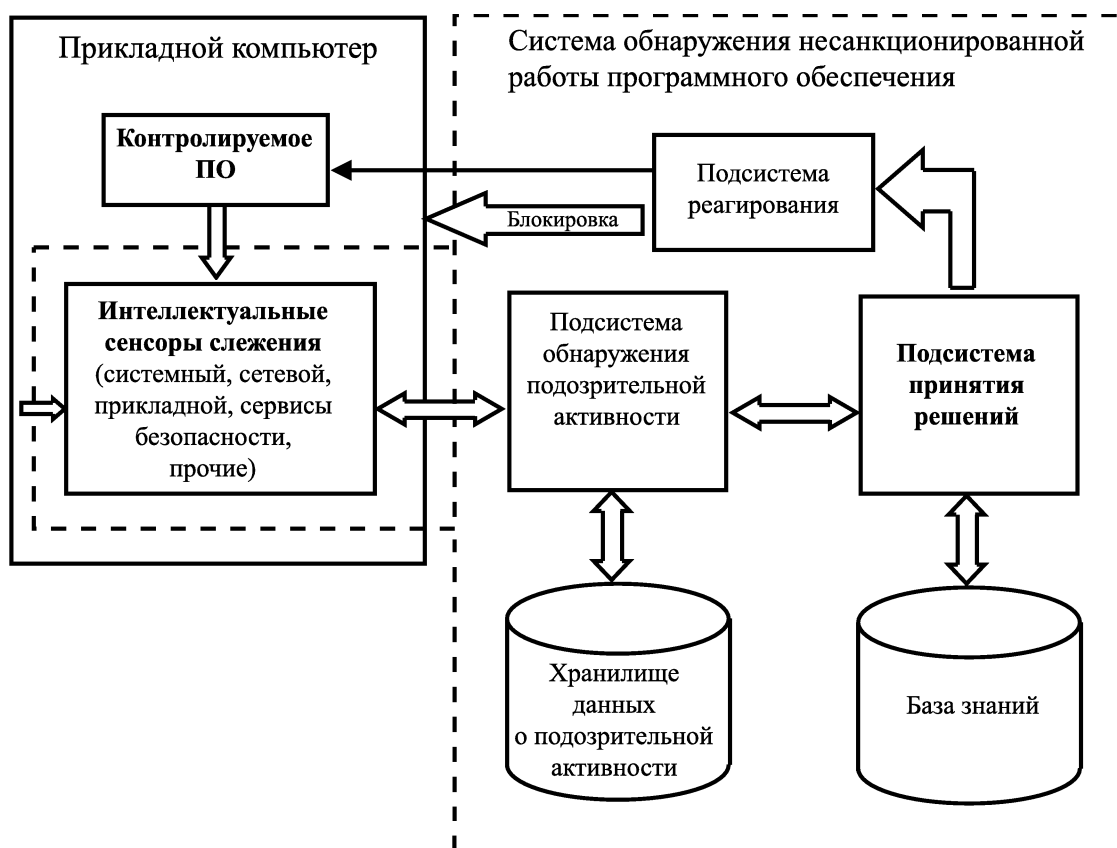 Прикладной компьютер
Система обнаружения несанкционированной
работы программного обеспечения
Контролируемое
ПО
Подсистема
реагирования
Блокировка
Интеллектуальные
сенсоры слежения
(системный, сетевой,
прикладной, сервисы
безопасности,
прочие)
Подсистема
обнаружения
подозрительной
активности
Подсистема
принятия
решений
Хранилище
данных
о подозрительной
активности
База знаний